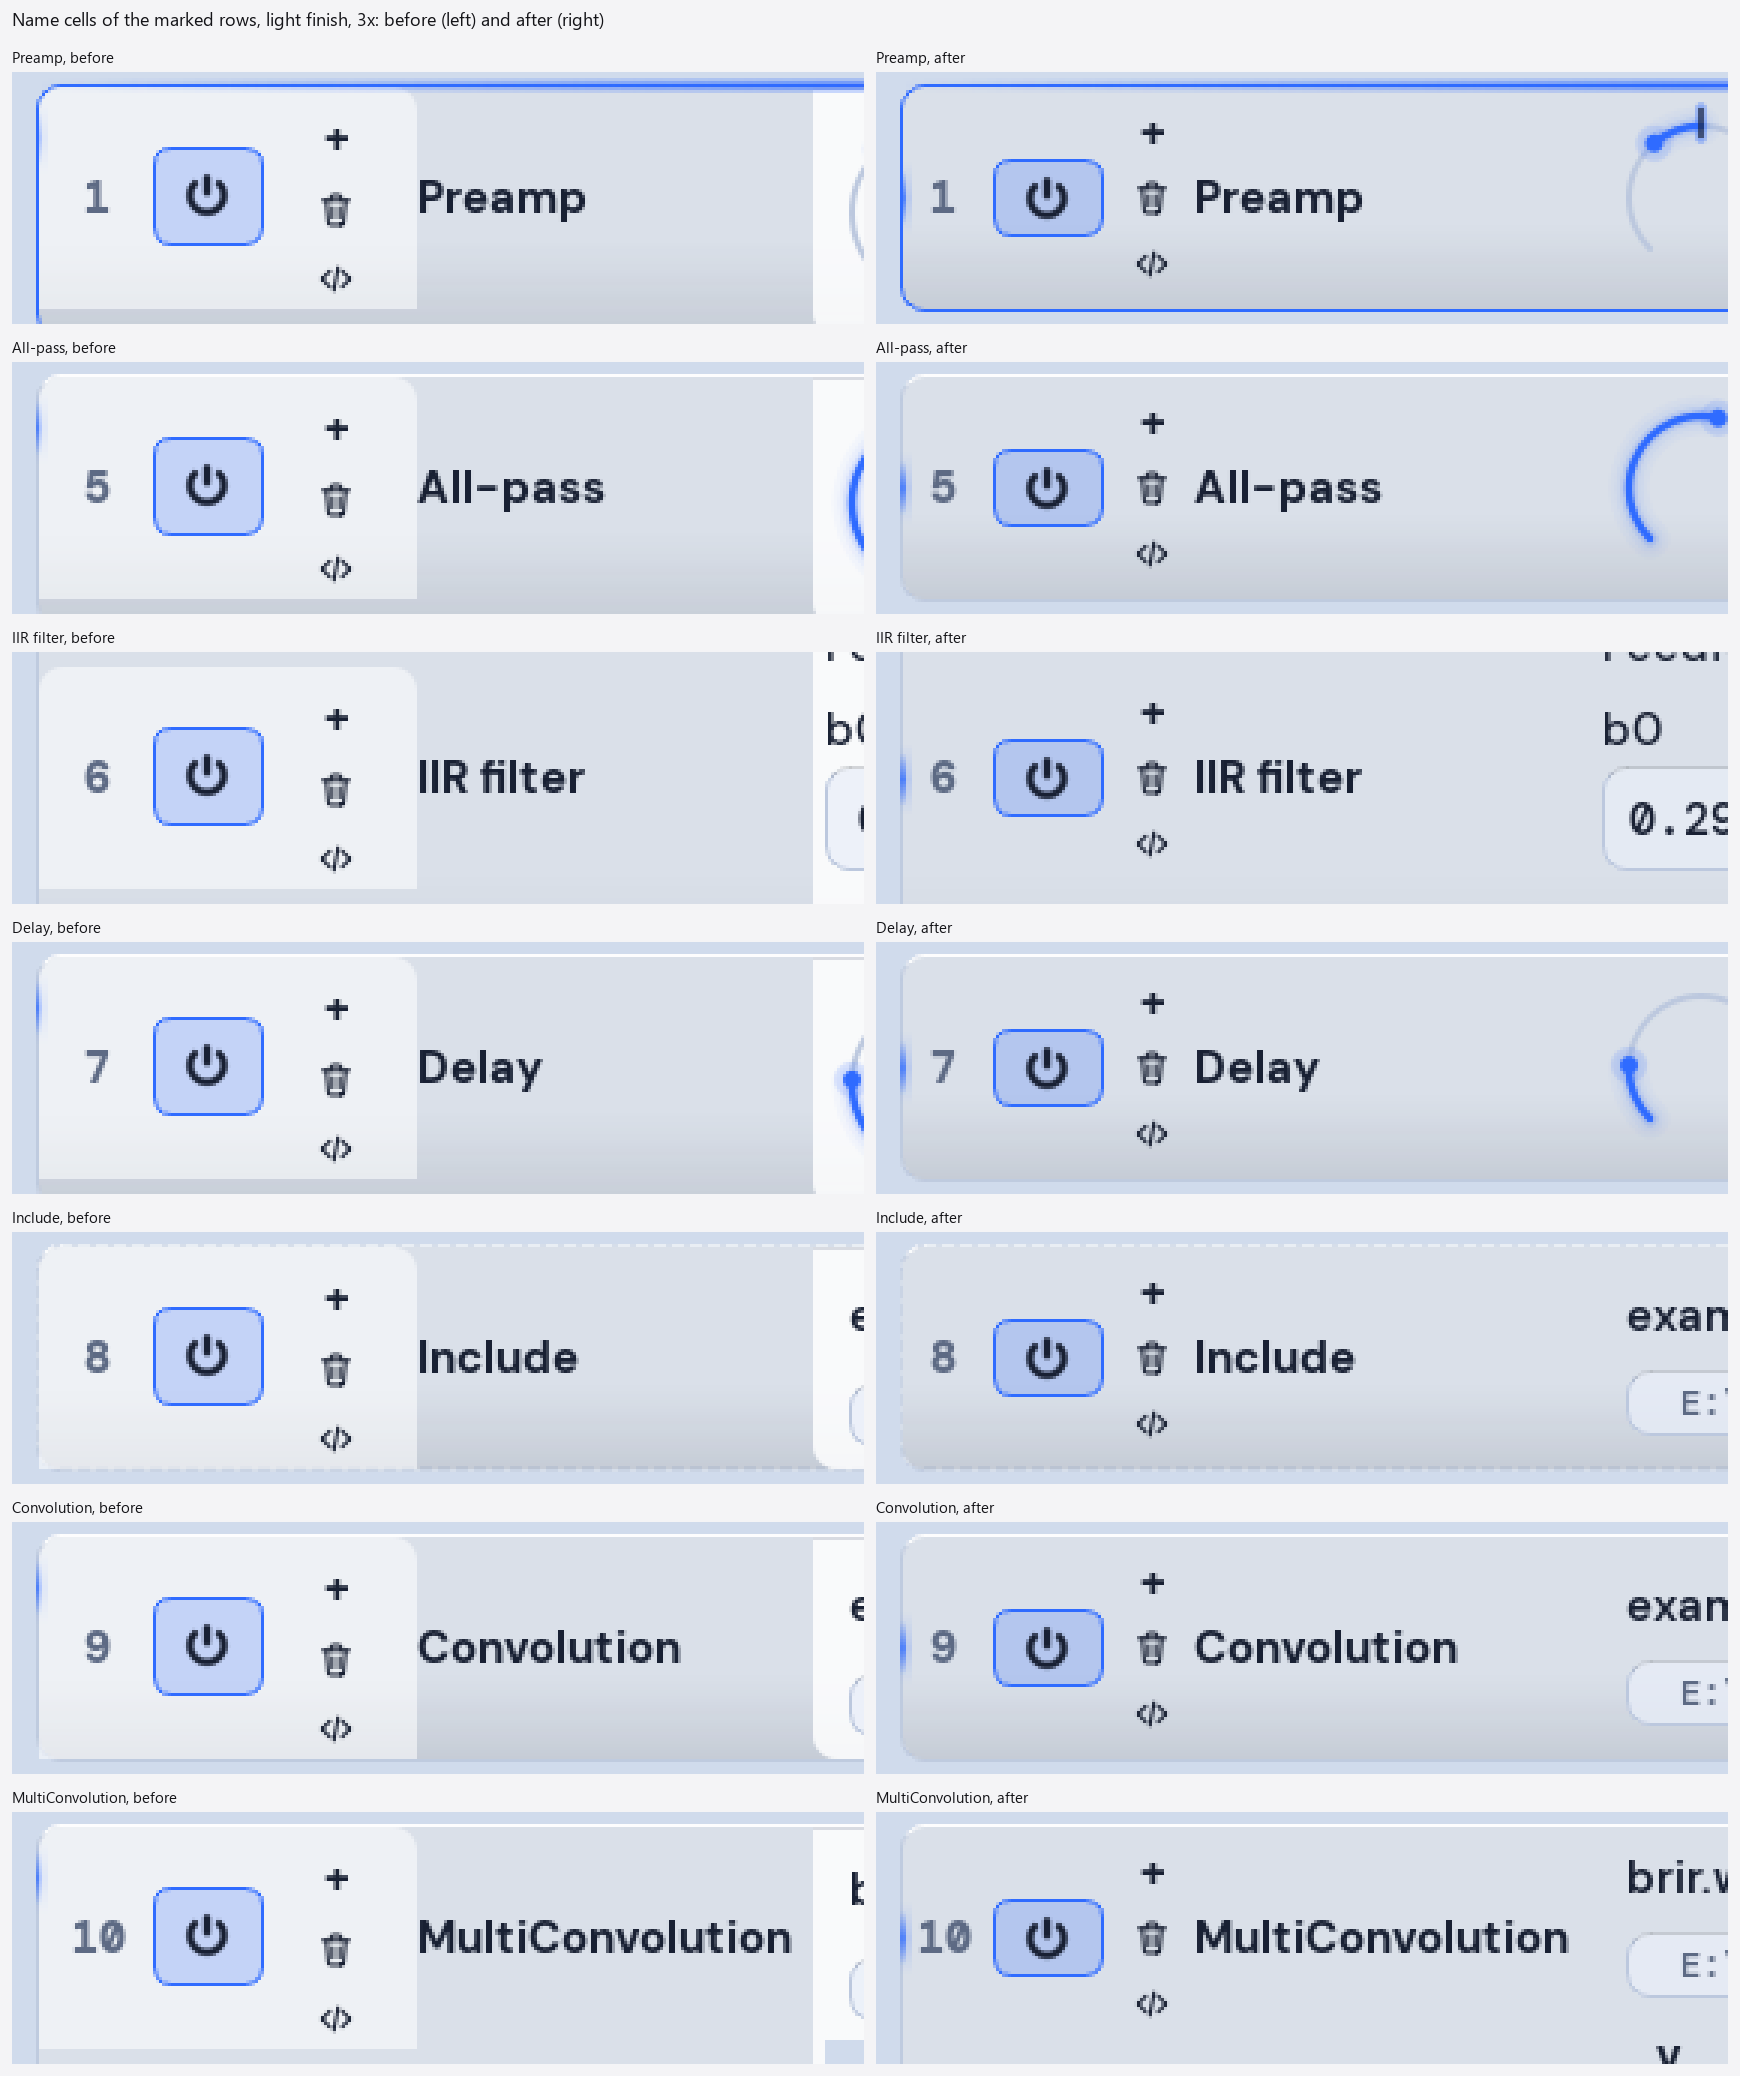 Name cells of the marked rows, light finish, 3x: before (left) and after (right)
Preamp, before
Preamp, after
1 Preamp
1 Preamp
All-pass, before
All-pass, after
5 All-pass
5 All-pass
IIR filter, before
IIR filter, after
b0
b0
6 IIR filter
6 IIR filter
0.29
Delay, before
Delay, after
7 Delay
7 Delay
Include, before
Include, after
exam
8 Include
8 Include
E:\
Convolution, before
Convolution, after
exam
9 Convolution
9 Convolution
E:\
MultiConvolution, before
MultiConvolution, after
brir.w
10 MultiConvolution
10 MultiConvolution
E:\